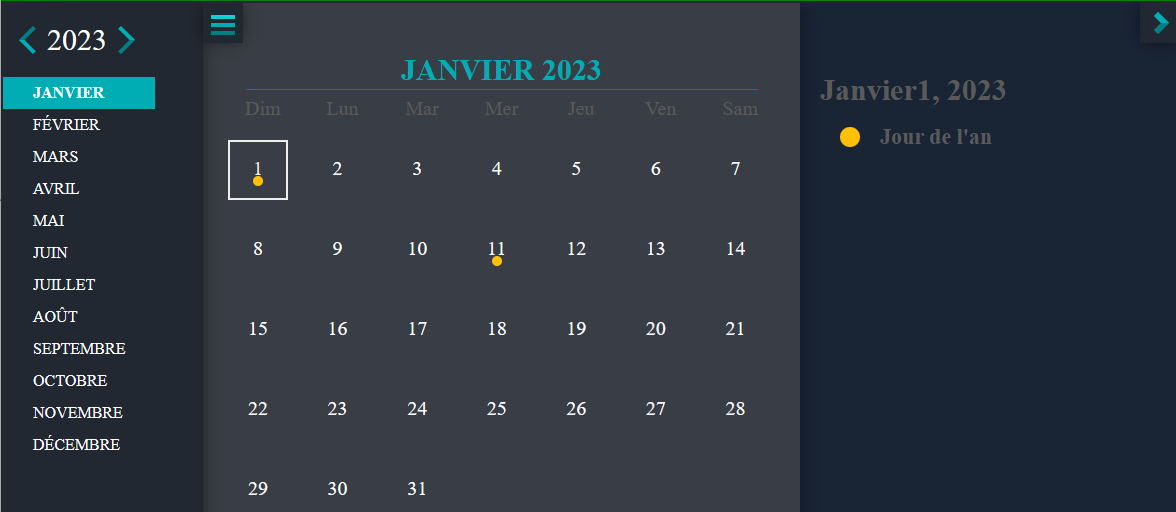 2023
JANVIER
FÉVRIER
MARS
AVRIL
MAI
JUIN
JUILLET
AOÛT
SEPTEMBRE
OCTOBRE
NOVEMBRE
DÉCEMBRE
JANVIER 2023
Dim Lun Mar Mer Jeu Ven Sam
1 2 3 4 5 6 7
8 9 10 11 12 13 14
15 16 17 18 19 20 21
22 23 24 25 26 27 28
29 30 31
Janvier1, 2023
Jour de l'an